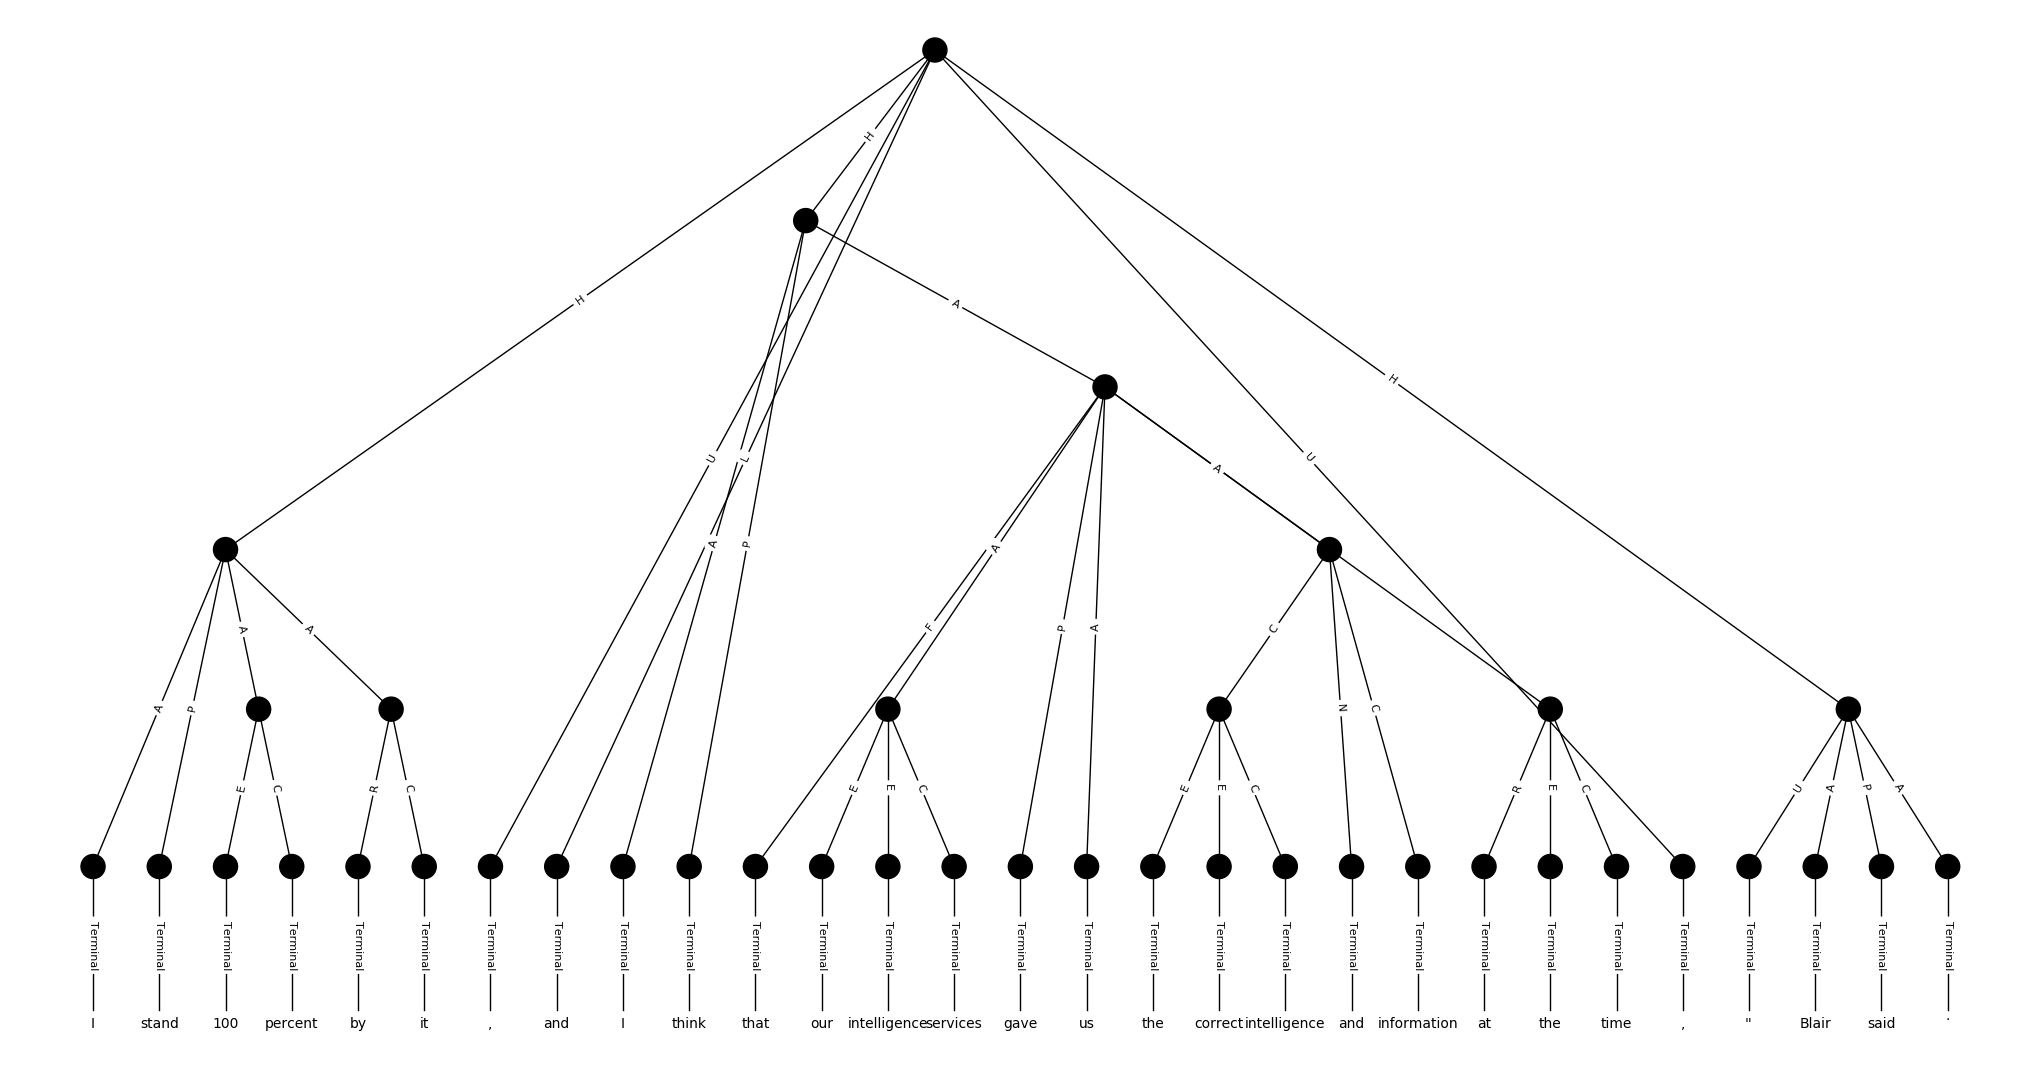 H
H A
H
U L U A
A P A
A A F P A C
A P N C
E C R C E E C E E C R E C U A P A
Terminal Terminal Terminal Terminal Terminal Terminal Terminal Terminal Terminal Terminal Terminal Terminal Terminal Terminal Terminal Terminal Terminal Terminal Terminal Terminal Terminal Terminal Terminal Terminal Terminal Terminal Terminal Terminal Terminal
I stand 100 percent by it , and I think that our intelligence services gave us the correct intelligence and information at the time , " Blair said .